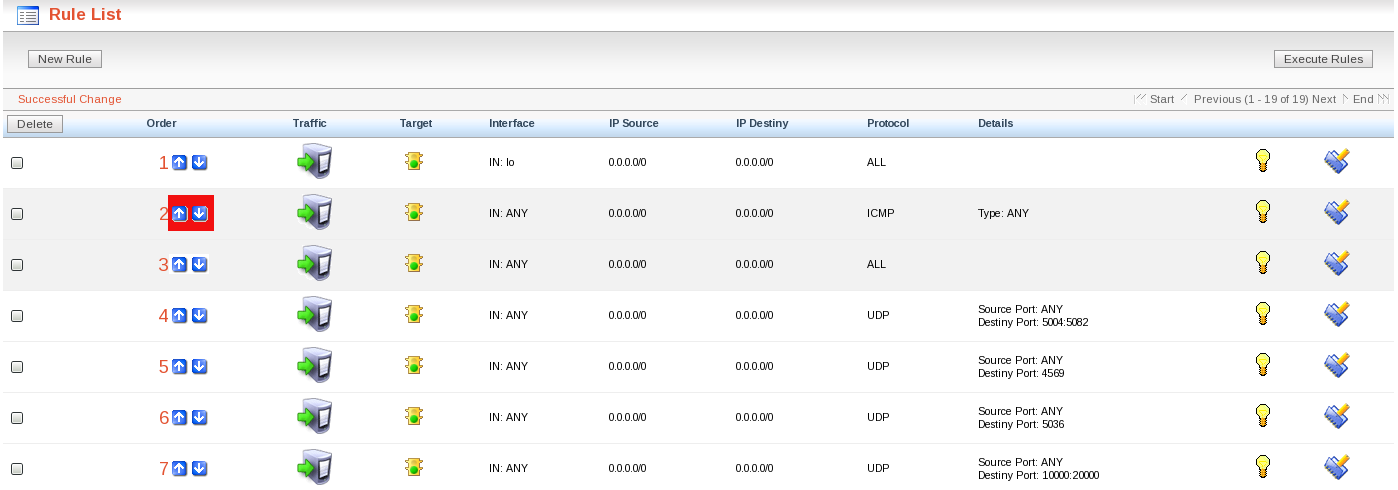 Rule List
New Rule
Execute Rules
Successful Change
Start Previous (1 - 19 of 19) Next End
Delete Order Traffic Target Interface IP Source IP Destiny Protocol Details
1 IN: lo 0.0.0.0/0 0.0.0.0/0 ALL
2 IN: ANY 0.0.0.0/0 0.0.0.0/0 ICMP Type: ANY
3 IN: ANY 0.0.0.0/0 0.0.0.0/0 ALL
4 IN: ANY 0.0.0.0/0 0.0.0.0/0 UDP Source Port: ANY
Destiny Port: 5004:5082
5 IN: ANY 0.0.0.0/0 0.0.0.0/0 UDP Source Port: ANY
Destiny Port: 4569
6 IN: ANY 0.0.0.0/0 0.0.0.0/0 UDP Source Port: ANY
Destiny Port: 5036
7 IN: ANY 0.0.0.0/0 0.0.0.0/0 UDP Source Port: ANY
Destiny Port: 10000:20000